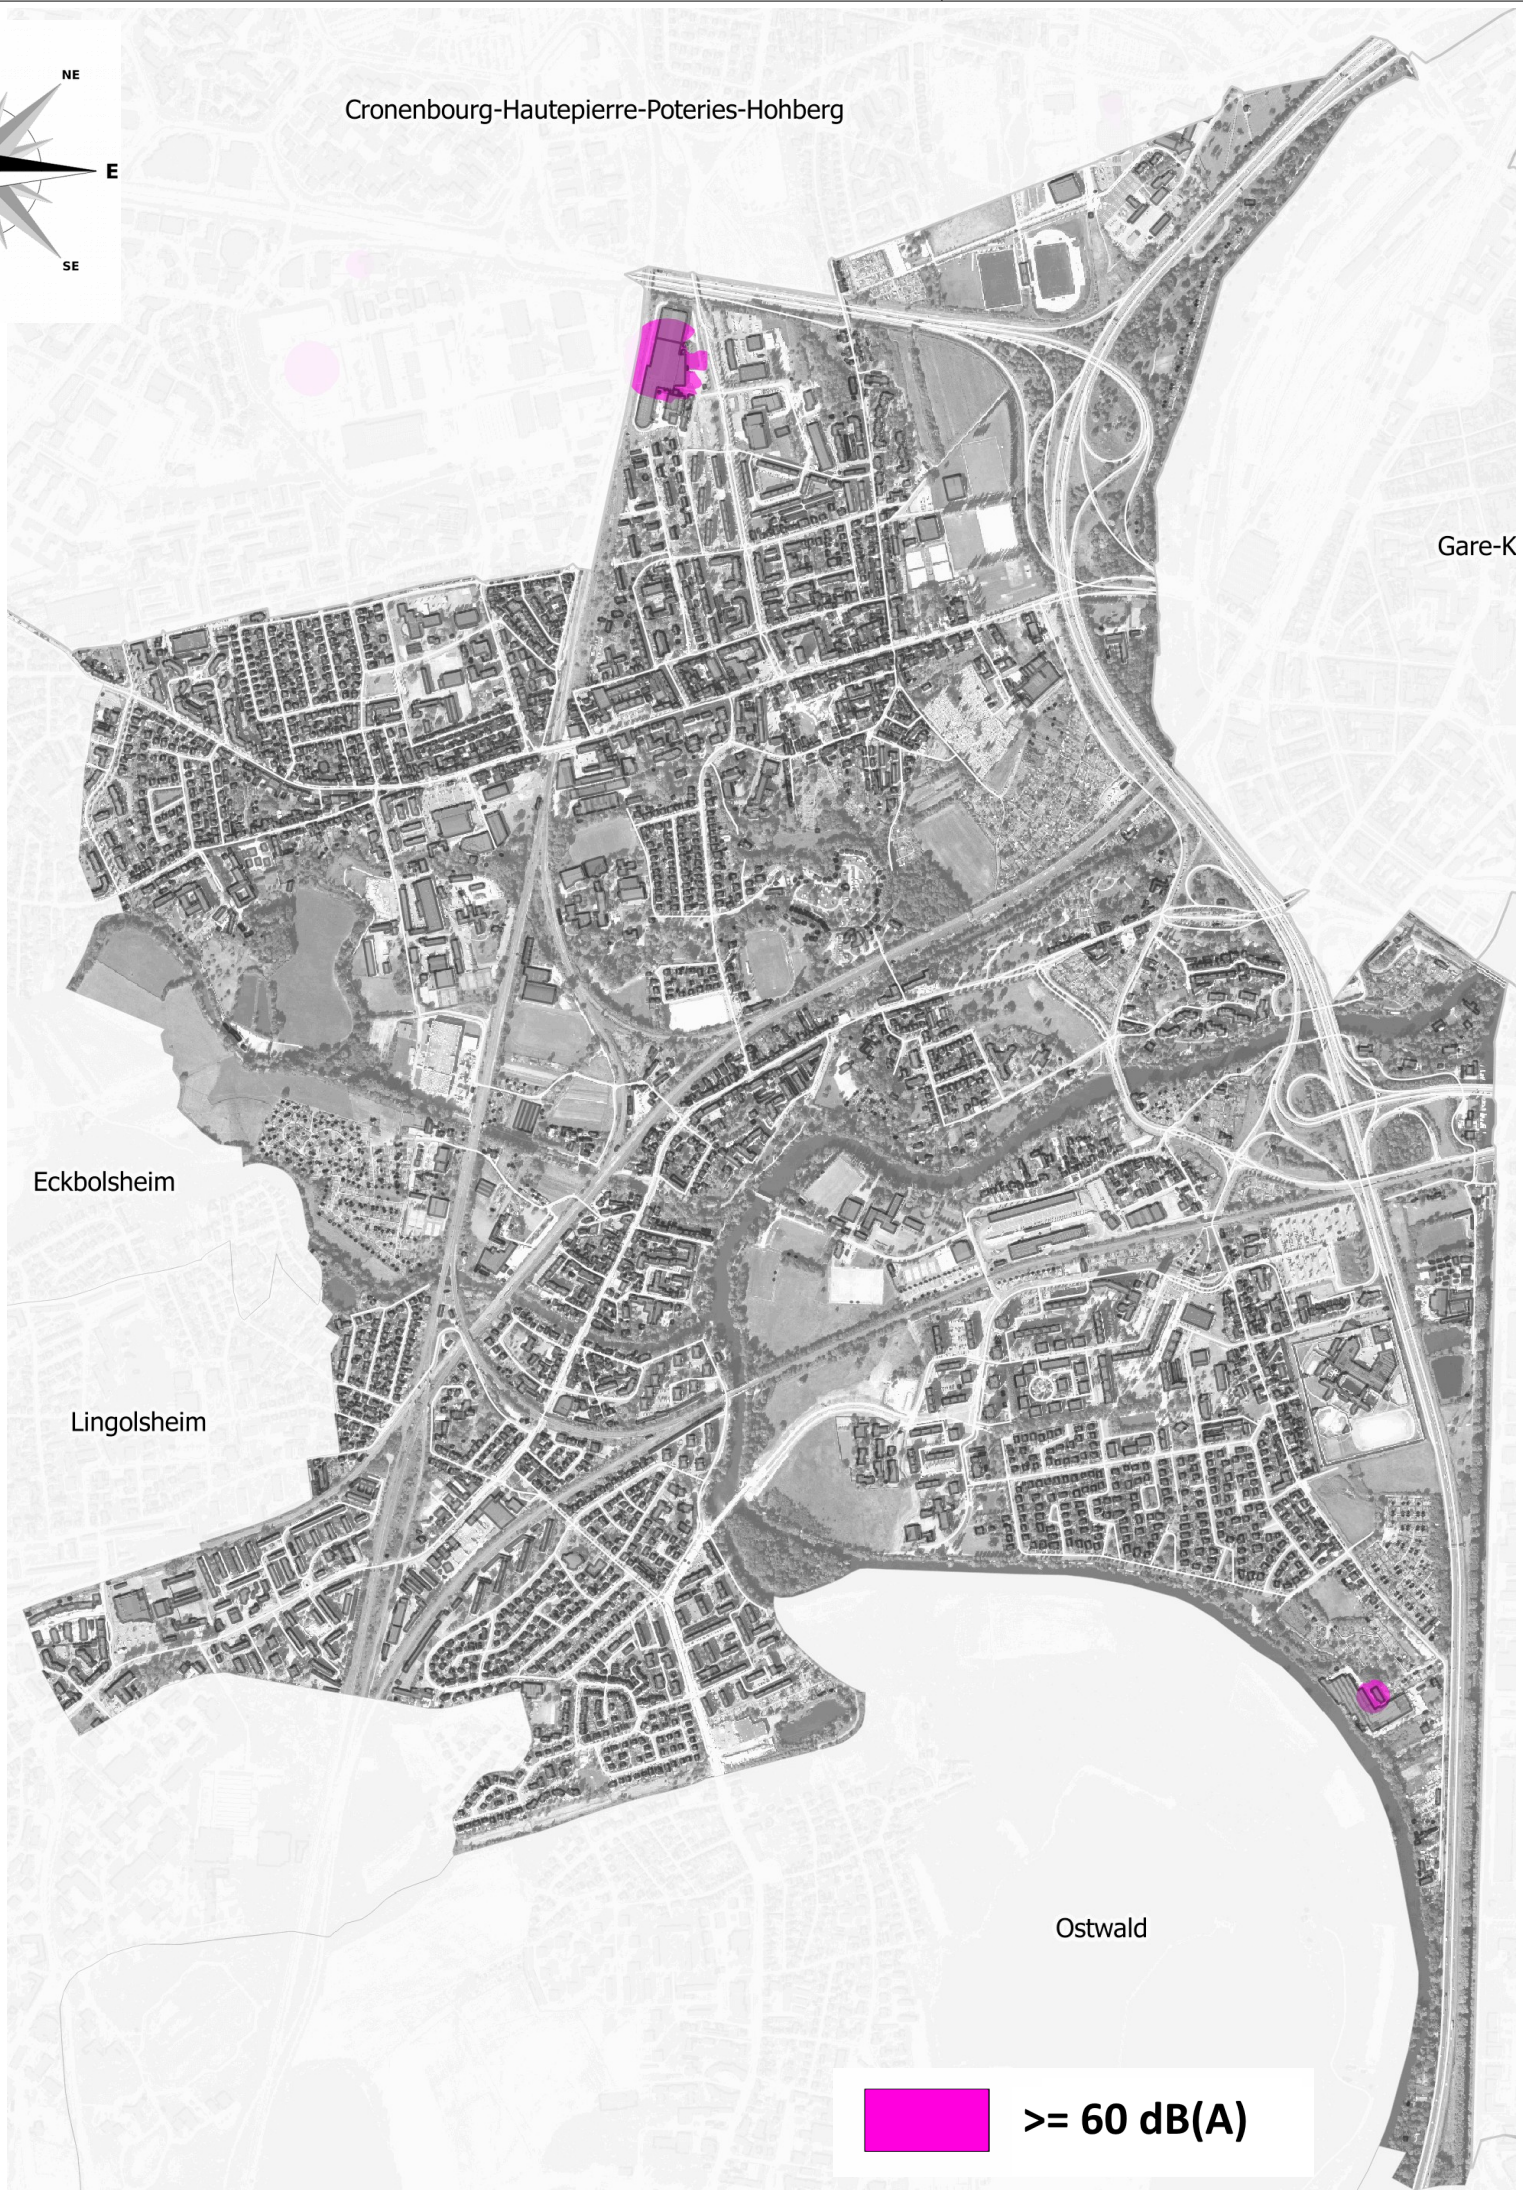 NE
Cronenbourg-Hautepierre-Poteries-Hohberg
E
SE
Gare-K
Eckbolsheim
Lingolsheim
Ostwald
>= 60 dB(A)